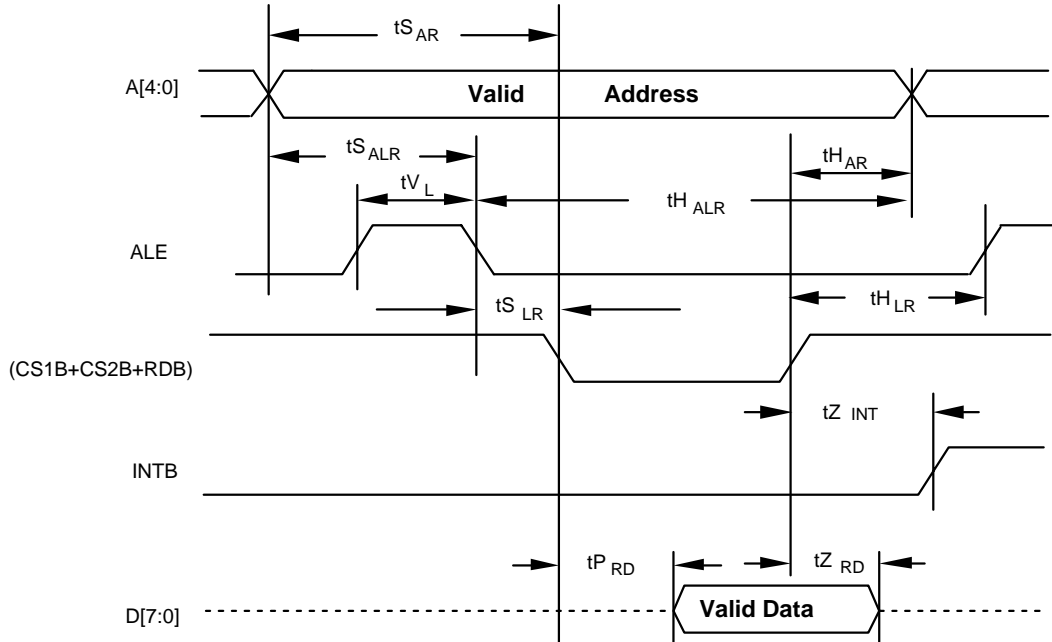 tS AR
A[4:0]
Valid Address
tS ALR
tH AR
tV L
tH ALR
ALE
tS LR
tH LR
(CS1B+CS2B+RDB)
tZ INT
INTB
tP RD
tZ RD
Valid Data
D[7:0]